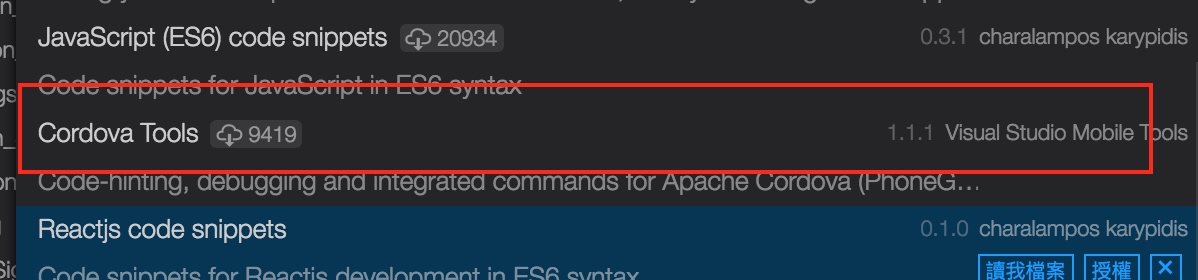 JavaScript (ES6) code snippets 20934 0.3.1 charalampos karypidis
Code snippets for JavaScript in ES6 syntax
Cordova Tools 9419 1.1.1 Visual Studio Mobile Tools
Code-hinting, debugging and integrated commands for Apache Cordova (PhoneG...
Reactjs code snippets 0.1.0 charalampos karypidis
Code snippets for Reactjs development in ES6 syntax
讀我檔案 授權